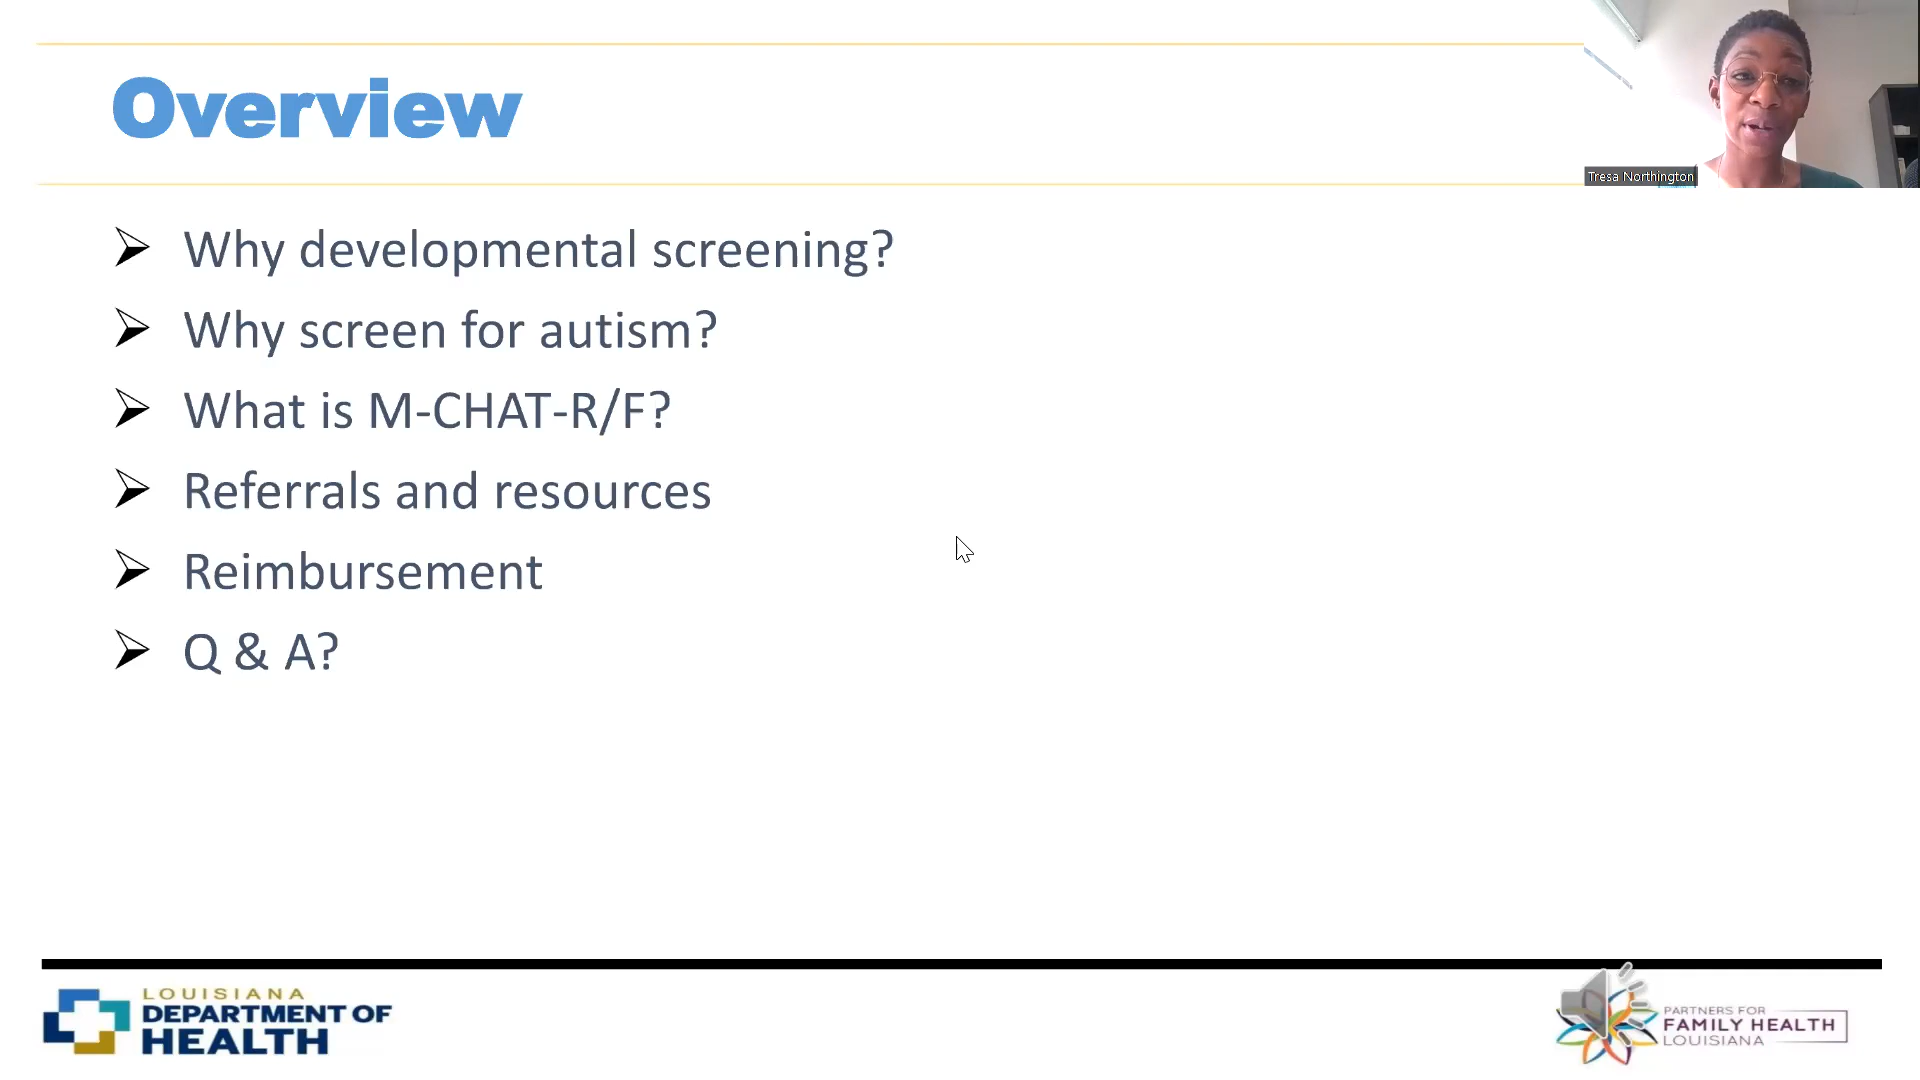 Overview
Tresa Northington
Why developmental screening?
Why screen for autism?
What is M-CHAT-R/F?
Referrals and resources
Reimbursement
Q & A?
LOUISIANA
DEPARTMENT OF
HEALTH
PARTNERS FOR
FAMILY HEALTH
LOUISIANA